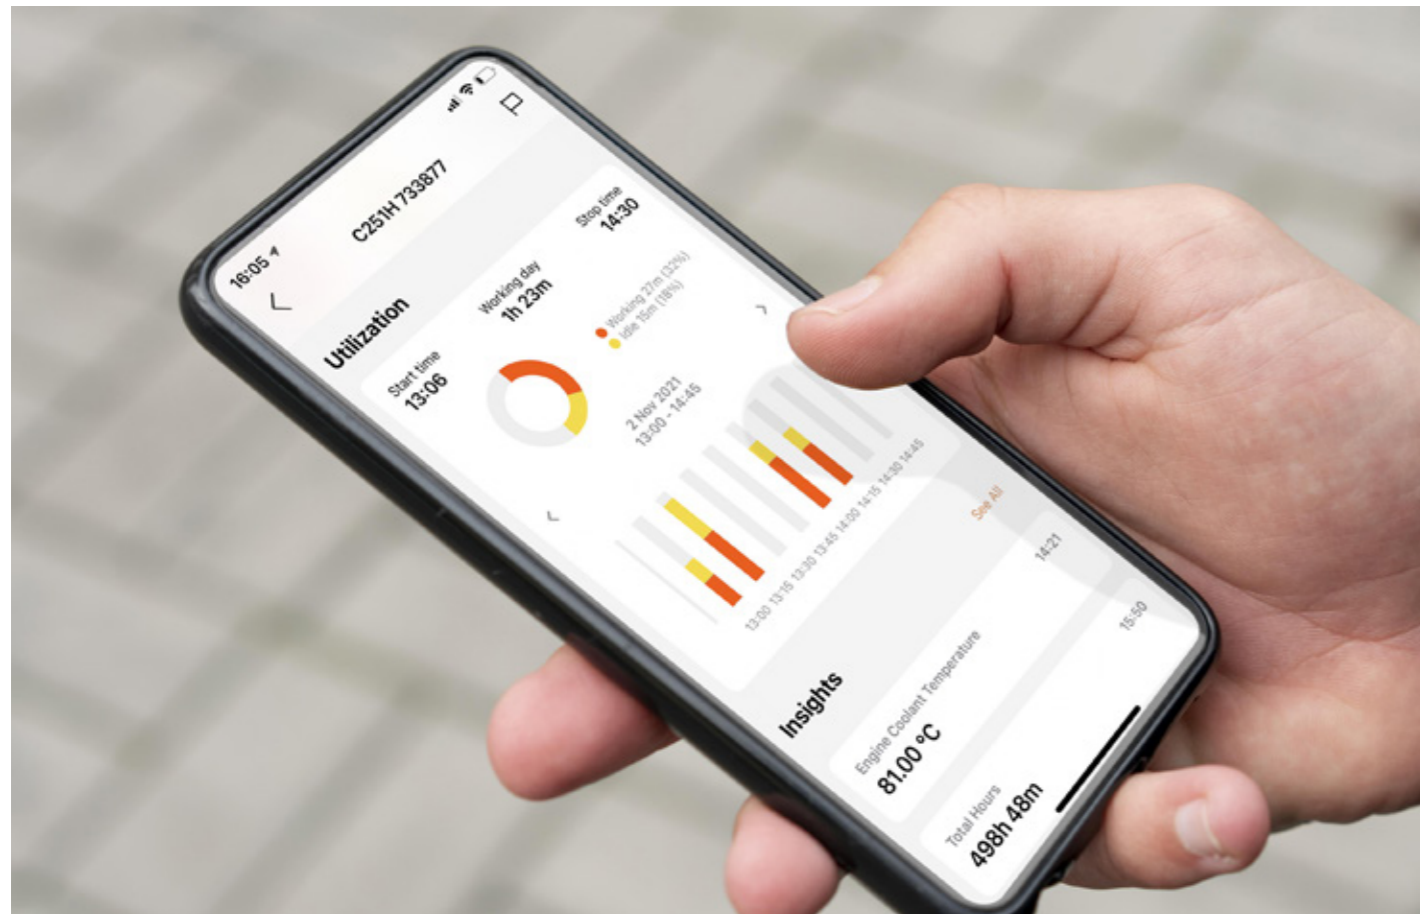 16:05
C251H 733877
Utilization
Start time
13:06
Working day
1h 23m
Stop time
14:30
Working 27m (32%)
Idle 15m (18%)
2 Nov 2021
13:00 - 14:45
13:00 13:15 13:30 13:45 14:00 14:15 14:30 14:45
Insights
See All
Engine Coolant Temperature
14:21
81.00 °C
Total Hours
15:50
498h 48m